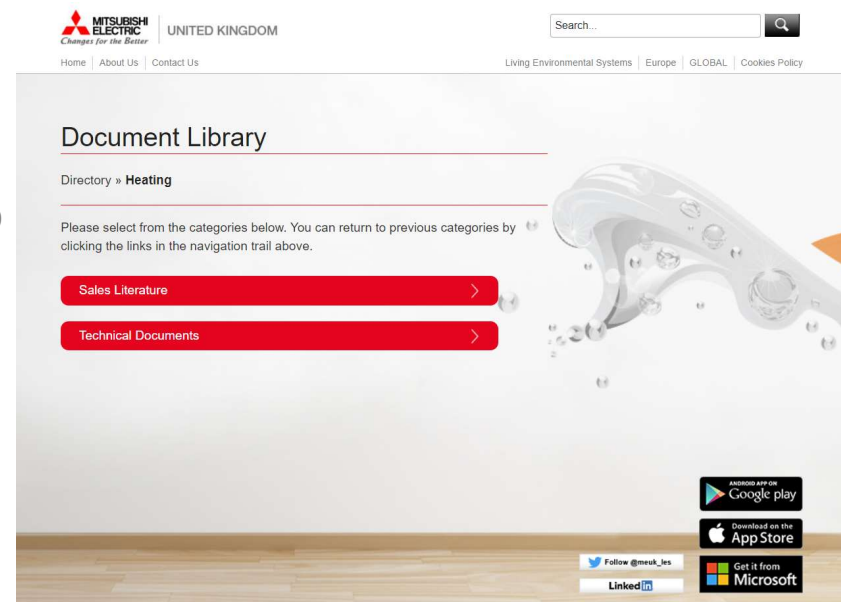 MITSUBISHI
ELECTRIC
Changes for the Better
UNITED KINGDOM
Search...
Home
About Us
Contact Us
Living Environmental Systems
Europe
GLOBAL
Cookies Policy
Document Library
Directory » Heating
Please select from the categories below. You can return to previous categories by
clicking the links in the navigation trail above.
Sales Literature
Technical Documents
ANDROID APP ON
Google play
Download on the
App Store
Follow @meuk_les
Linked in
Get it from
Microsoft